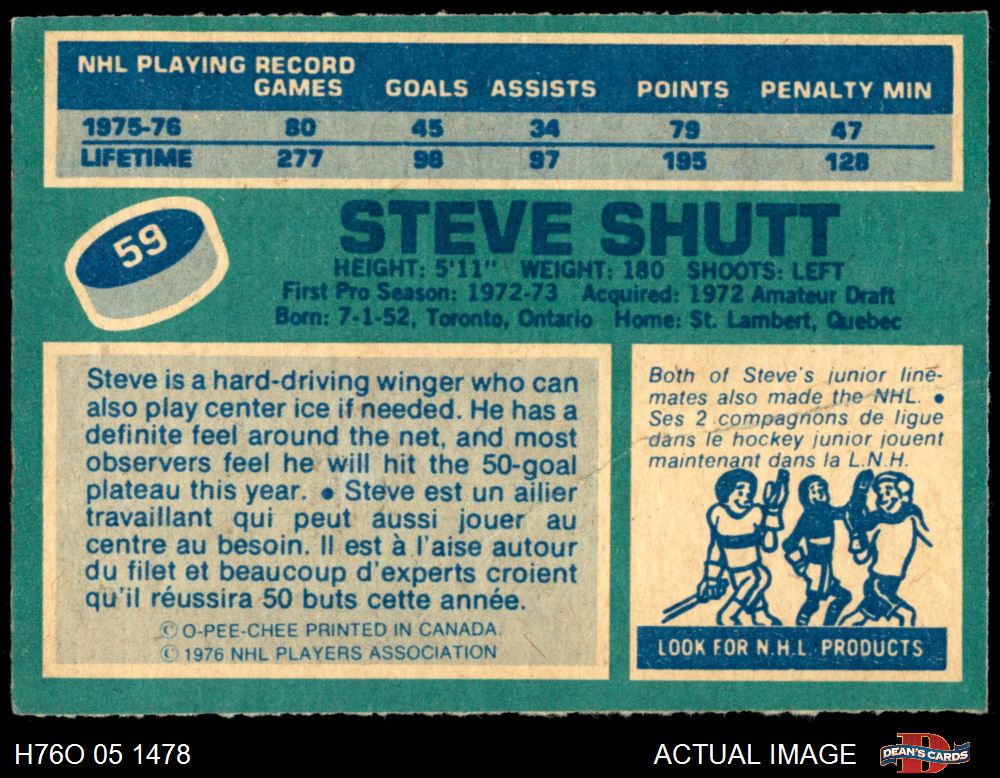 NHL PLAYING RECORD
GAMES GOALS ASSISTS POINTS PENALTY MIN
1975-76 80 45 34 79 47
LIFETIME 277 98 97 195 128
59
STEVE SHUTT
HEIGHT: 5'11" WEIGHT: 180 SHOOTS: LEFT
First Pro Season: 1972-73 Acquired: 1972 Amateur Draft
Born: 7-1-52, Toronto, Ontario Home: St. Lambert, Quebec
Steve is a hard-driving winger who can
also play center ice if needed. He has a
definite feel around the net, and most
observers feel he will hit the 50-goal
plateau this year. • Steve est un ailier
travaillant qui peut aussi jouer au
centre au besoin. Il est à l'aise autour
du filet et beaucoup d'experts croient
qu'il réussira 50 buts cette année.
© O-PEE-CHEE PRINTED IN CANADA.
© 1976 NHL PLAYERS ASSOCIATION
Both of Steve's junior line-
mates also made the NHL. •
Ses 2 compagnons de ligue
dans le hockey junior jouent
maintenant dans la L.N.H.
LOOK FOR N.H.L. PRODUCTS
H76O 05 1478
ACTUAL IMAGE
D
DEAN'S CARDS